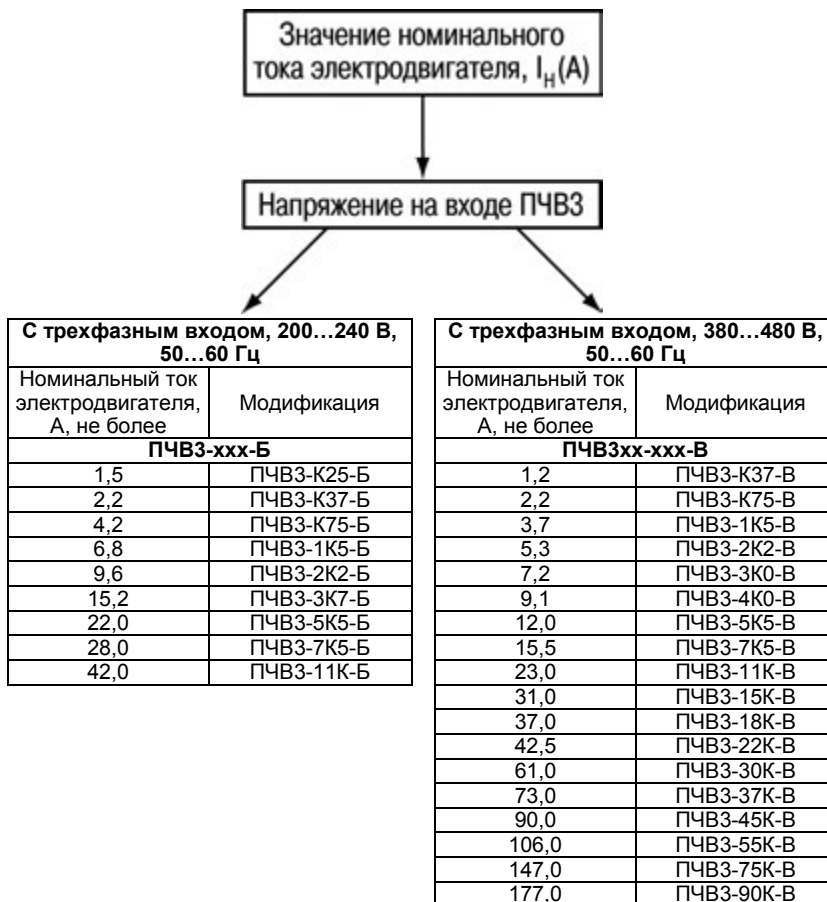 Значение номинального
тока электродвигателя, Iн(А)
Напряжение на входе ПЧВ3
С трехфазным входом, 200…240 В,
50…60 Гц
Номинальный ток
электродвигателя,
А, не более
Модификация
ПЧВ3-ххх-Б
1,5 ПЧВ3-К25-Б
2,2 ПЧВ3-К37-Б
4,2 ПЧВ3-К75-Б
6,8 ПЧВ3-1К5-Б
9,6 ПЧВ3-2К2-Б
15,2 ПЧВ3-3К7-Б
22,0 ПЧВ3-5К5-Б
28,0 ПЧВ3-7К5-Б
42,0 ПЧВ3-11К-Б
С трехфазным входом, 380…480 В,
50…60 Гц
Номинальный ток
электродвигателя,
А, не более
Модификация
ПЧВ3хх-ххх-В
1,2 ПЧВ3-К37-В
2,2 ПЧВ3-К75-В
3,7 ПЧВ3-1К5-В
5,3 ПЧВ3-2К2-В
7,2 ПЧВ3-3К0-В
9,1 ПЧВ3-4К0-В
12,0 ПЧВ3-5К5-В
15,5 ПЧВ3-7К5-В
23,0 ПЧВ3-11К-В
31,0 ПЧВ3-15К-В
37,0 ПЧВ3-18К-В
42,5 ПЧВ3-22К-В
61,0 ПЧВ3-30К-В
73,0 ПЧВ3-37К-В
90,0 ПЧВ3-45К-В
106,0 ПЧВ3-55К-В
147,0 ПЧВ3-75К-В
177,0 ПЧВ3-90К-В